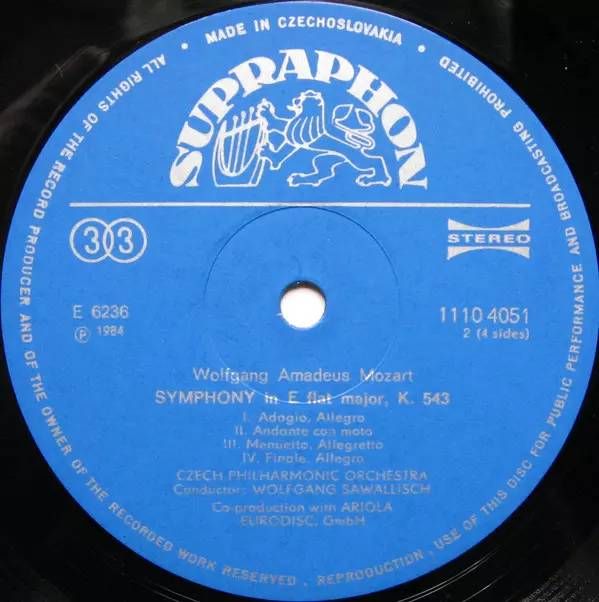 ALL RIGHTS OF THE RECORD PRODUCER AND OF THE OWNER OF THE RECORDED WORK RESERVED . REPRODUCTION . USE OF THIS DISC FOR PUBLIC PERFORMANCE AND BROADCASTING PROHIBITED
• MADE IN CZECHOSLOVAKIA •
SUPRAPHON
33
STEREO
E 6236
1110 4051
℗ 1984
2 (4 sides)
Wolfgang Amadeus Mozart
SYMPHONY in E flat major, K. 543
I. Adagio, Allegro
II. Andante con moto
III. Menuetto, Allegretto
IV. Finale, Allegro
CZECH PHILHARMONIC ORCHESTRA
Conductor: WOLFGANG SAWALLISCH
Co-production with ARIOLA
EURODISC, GmbH